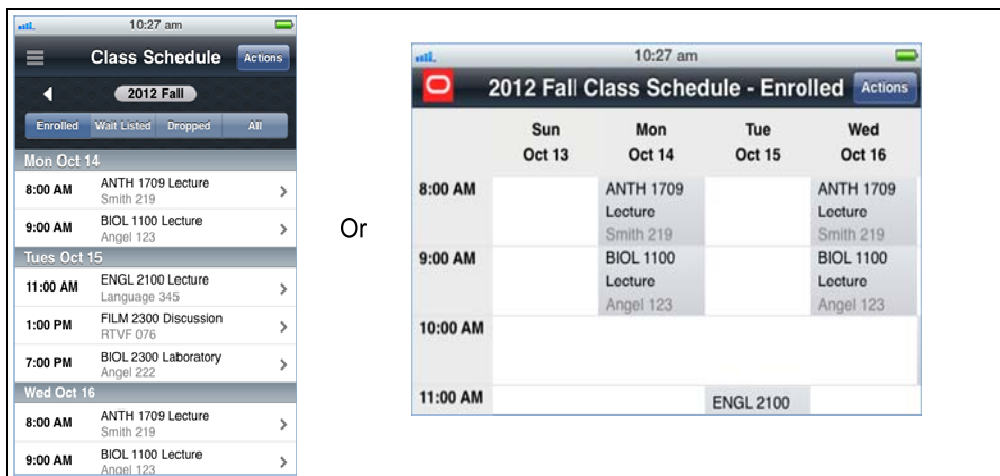 10:27 am
Class Schedule
Actions
2012 Fall
Enrolled Wait Listed Dropped All
Mon Oct 14
8:00 AM ANTH 1709 Lecture
Smith 219
9:00 AM BIOL 1100 Lecture
Angel 123
Tues Oct 15
11:00 AM ENGL 2100 Lecture
Language 345
1:00 PM FILM 2300 Discussion
RTVF 076
7:00 PM BIOL 2300 Laboratory
Angel 222
Wed Oct 16
8:00 AM ANTH 1709 Lecture
Smith 219
9:00 AM BIOL 1100 Lecture
Angel 123
Or
10:27 am
2012 Fall Class Schedule - Enrolled Actions
Sun Mon Tue Wed
Oct 13 Oct 14 Oct 15 Oct 16
8:00 AM ANTH 1709 ANTH 1709
Lecture Lecture
Smith 219 Smith 219
9:00 AM BIOL 1100 BIOL 1100
Lecture Lecture
Angel 123 Angel 123
10:00 AM
11:00 AM ENGL 2100